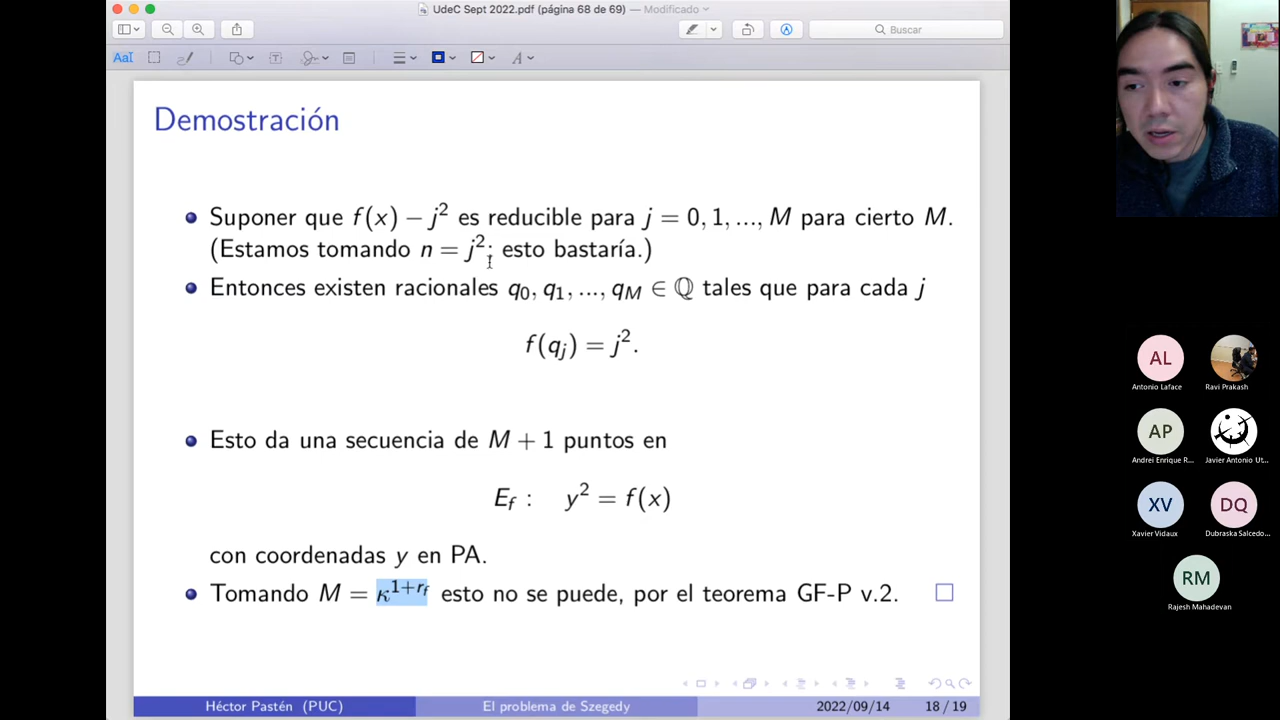 UdeC Sept 2022.pdf (página 68 de 69) — Modificado
Buscar
AaI
Demostración
Suponer que f(x) − j² es reducible para j = 0, 1, ..., M para cierto M.
(Estamos tomando n = j²; esto bastaría.)
Entonces existen racionales q₀, q₁, ..., q_M ∈ ℚ tales que para cada j
f(q_j) = j².
Esto da una secuencia de M + 1 puntos en
E_f : y² = f(x)
con coordenadas y en PA.
Tomando M = κ^{1+r_f} esto no se puede, por el teorema GF-P v.2. □
Héctor Pastén (PUC) El problema de Szegedy 2022/09/14 18 / 19
AL
Antonio Laface
Ravi Prakash
AP
Andrei Enrique R...
Javier Antonio Ut...
XV
Xavier Vidaux
DQ
Dubraska Salcedo...
RM
Rajesh Mahadevan